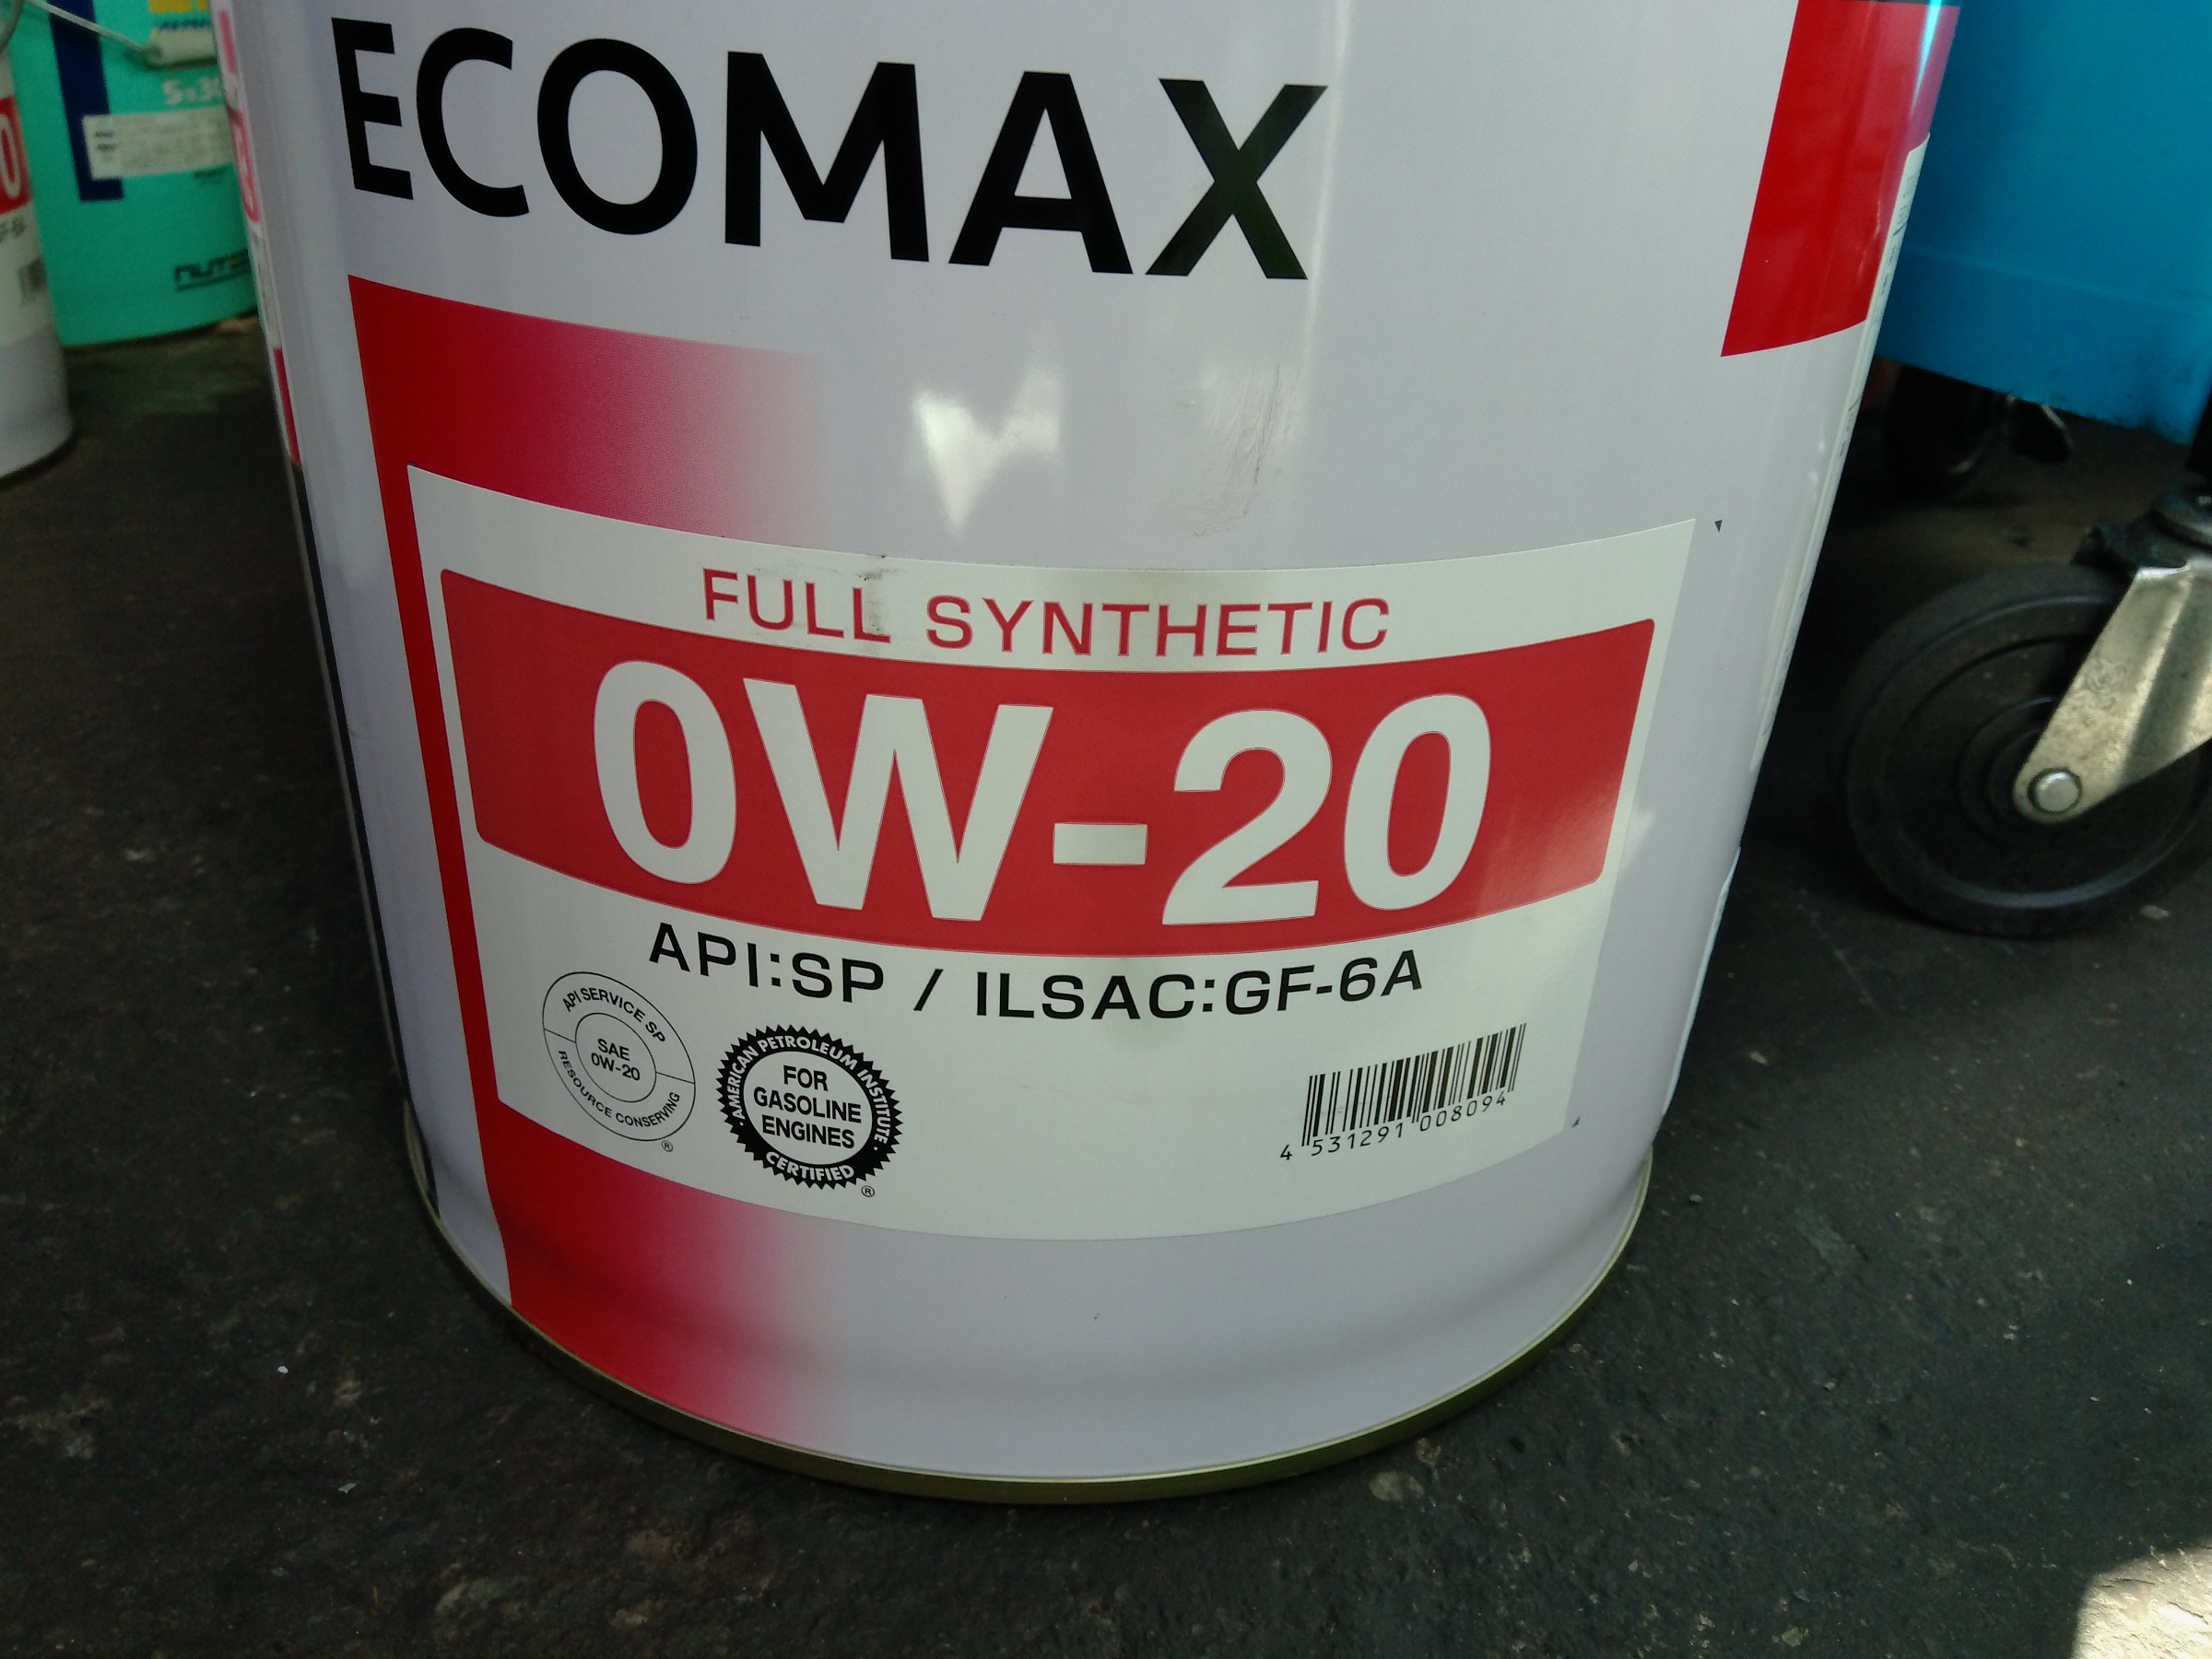 ECOMAX
FULL SYNTHETIC
0W-20
API:SP / ILSAC:GF-6A
API SERVICE SP
SAE
0W-20
RESOURCE CONSERVING
®
AMERICAN PETROLEUM INSTITUTE
FOR
GASOLINE
ENGINES
CERTIFIED
®
4 531291 008094